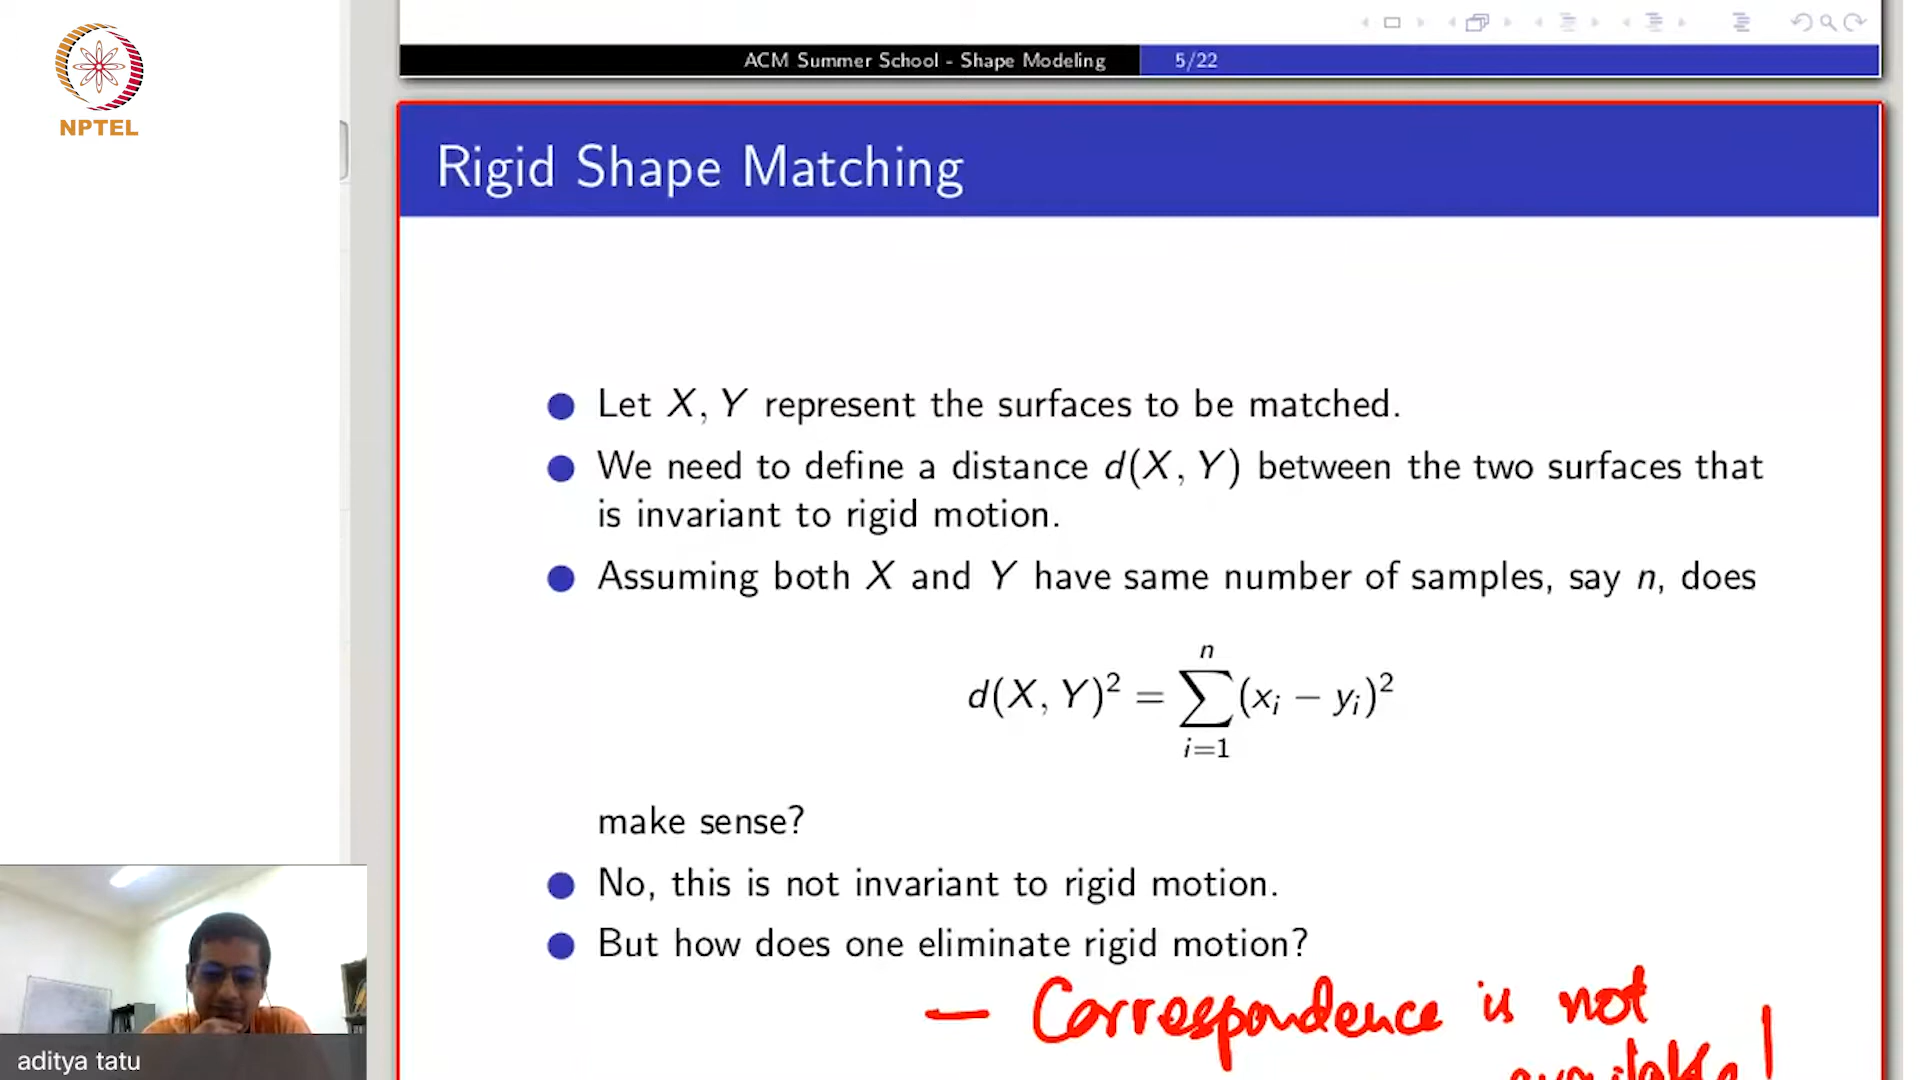 NPTEL
ACM Summer School - Shape Modeling 5/22
Rigid Shape Matching
Let X, Y represent the surfaces to be matched.
We need to define a distance d(X, Y) between the two surfaces that
is invariant to rigid motion.
Assuming both X and Y have same number of samples, say n, does
d(X, Y)² = ∑ⁿᵢ₌₁ (xᵢ − yᵢ)²
make sense?
No, this is not invariant to rigid motion.
But how does one eliminate rigid motion?
— Correspondence is not
available!
aditya tatu